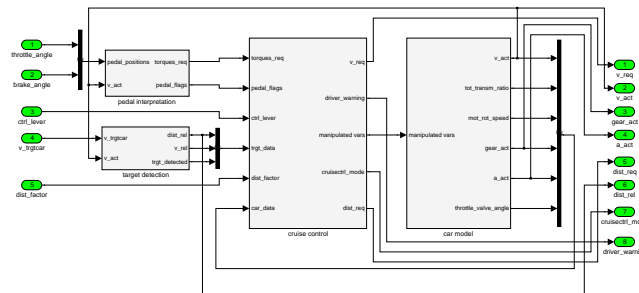 1
throttle_angle
2
brake_angle
3
ctrl_lever
4
v_trgtcar
5
dist_factor
pedal_positions
torques_req
v_act
pedal_flags
pedal interpretation
v_trgtcar
dist_rel
v_rel
v_act
trgt_detected
target detection
torques_req
v_req
pedal_flags
driver_warning
ctrl_lever
manipulated vars
trgt_data
cruisectrl_mode
dist_factor
dist_req
car_data
cruise control
v_act
tot_transm_ratio
mot_rot_speed
manipulated vars
gear_act
a_act
throttle_valve_angle
car model
1
v_req
2
v_act
3
gear_act
4
a_act
5
dist_req
6
dist_rel
7
cruisectrl_mo
8
driver_warni